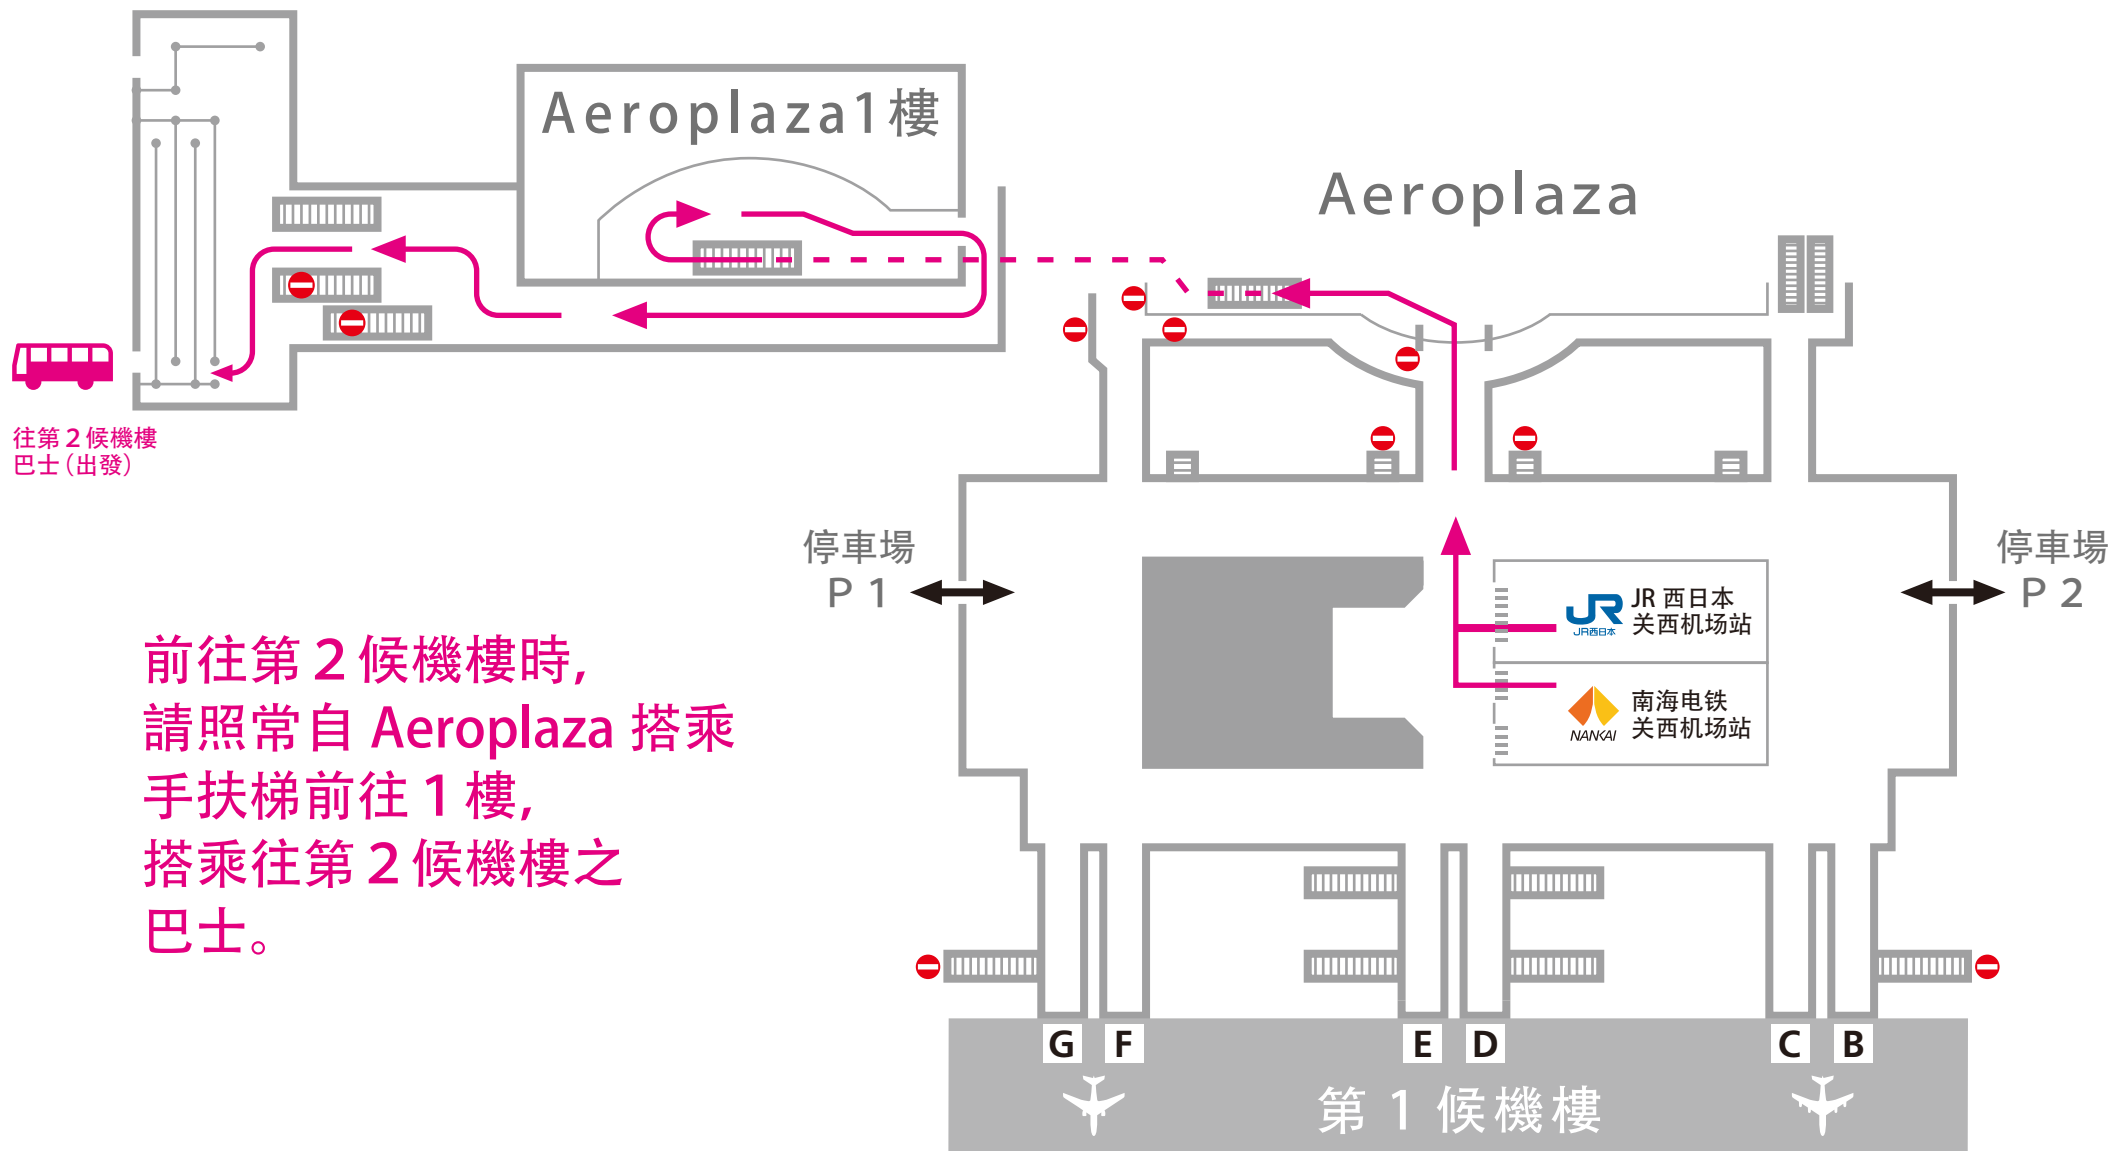 Aeroplaza1樓
Aeroplaza
往第2候機樓
巴士(出發)
停車場
P 1
停車場
P 2
JR 西日本
JR西日本
关西机场站
NANKAI
南海电铁
关西机场站
前往第2候機樓時,
請照常自 Aeroplaza 搭乘
手扶梯前往1樓,
搭乘往第2候機樓之
巴士。
G F E D C B
第 1 候機樓